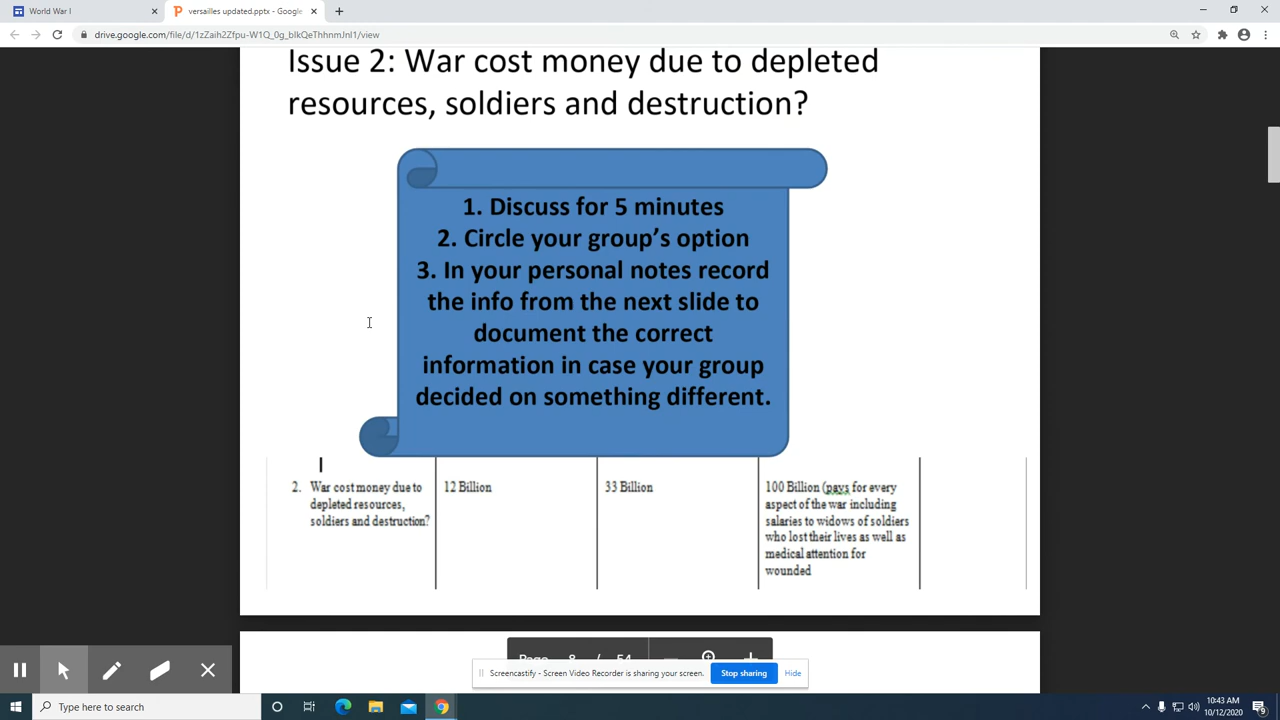 World War I
versailles updated.pptx - Google
drive.google.com/file/d/1zZaih2Zfpu-W1Q_0g_blkQeThhnmJnl1/view
Issue 2: War cost money due to depleted
resources, soldiers and destruction?
1. Discuss for 5 minutes
2. Circle your group's option
3. In your personal notes record
the info from the next slide to
document the correct
information in case your group
decided on something different.
2. War cost money due to
depleted resources,
soldiers and destruction?
12 Billion
33 Billion
100 Billion (pays for every
aspect of the war including
salaries to widows of soldiers
who lost their lives as well as
medical attention for
wounded
Page 8 / 54
Screencastify - Screen Video Recorder is sharing your screen.
Stop sharing
Hide
Type here to search
10:43 AM
10/12/2020